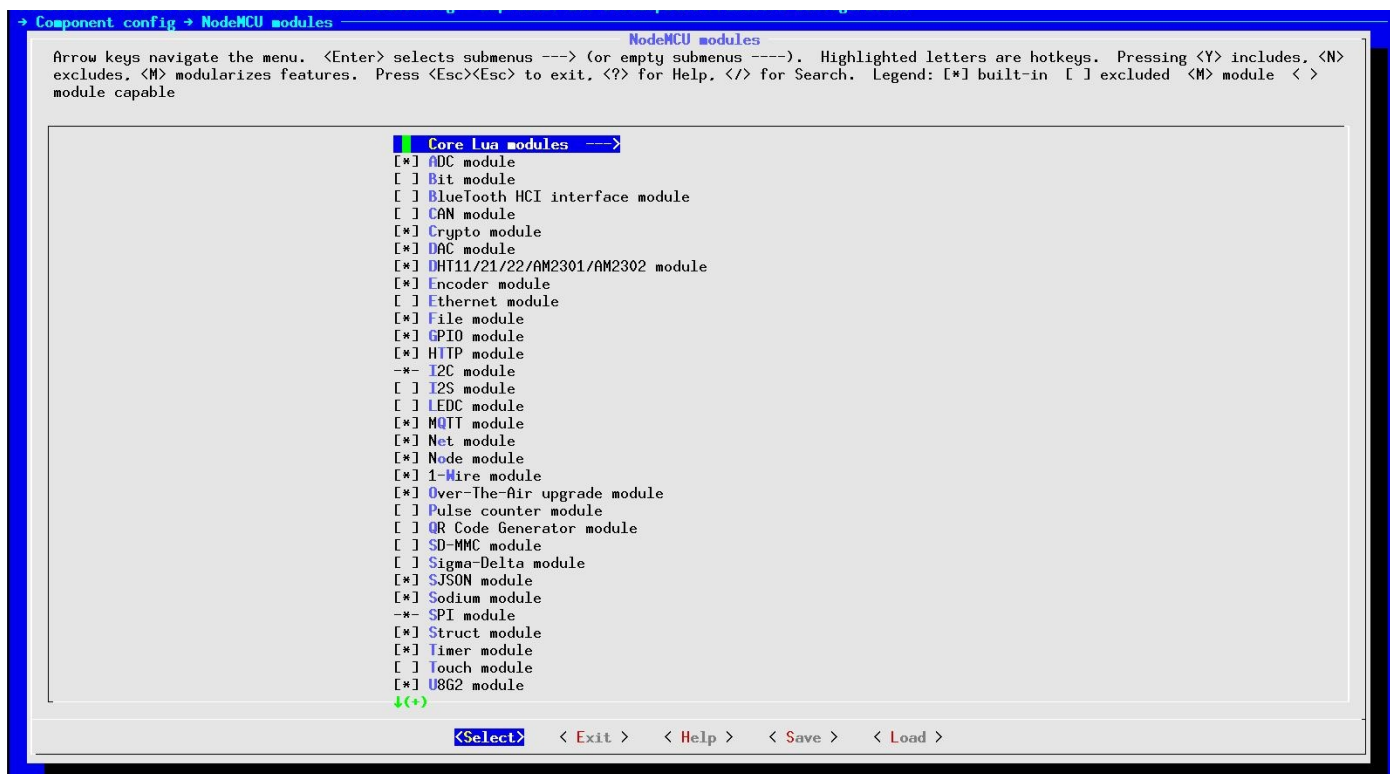 → Component config → NodeMCU modules
NodeMCU modules
Arrow keys navigate the menu. <Enter> selects submenus ---> (or empty submenus ----). Highlighted letters are hotkeys. Pressing <Y> includes, <N>
excludes, <M> modularizes features. Press <Esc><Esc> to exit, <?> for Help, </> for Search. Legend: [*] built-in [ ] excluded <M> module < >
module capable
Core Lua modules --->
[*] ADC module
[ ] Bit module
[ ] BlueTooth HCI interface module
[ ] CAN module
[*] Crypto module
[*] DAC module
[*] DHT11/21/22/AM2301/AM2302 module
[*] Encoder module
[ ] Ethernet module
[*] File module
[*] GPIO module
[*] HTTP module
-*- I2C module
[ ] I2S module
[ ] LEDC module
[*] MQTT module
[*] Net module
[*] Node module
[*] 1-Wire module
[*] Over-The-Air upgrade module
[ ] Pulse counter module
[ ] QR Code Generator module
[ ] SD-MMC module
[ ] Sigma-Delta module
[*] SJSON module
[*] Sodium module
-*- SPI module
[*] Struct module
[*] Timer module
[ ] Touch module
[*] U8G2 module
↓(+)
<Select> < Exit > < Help > < Save > < Load >